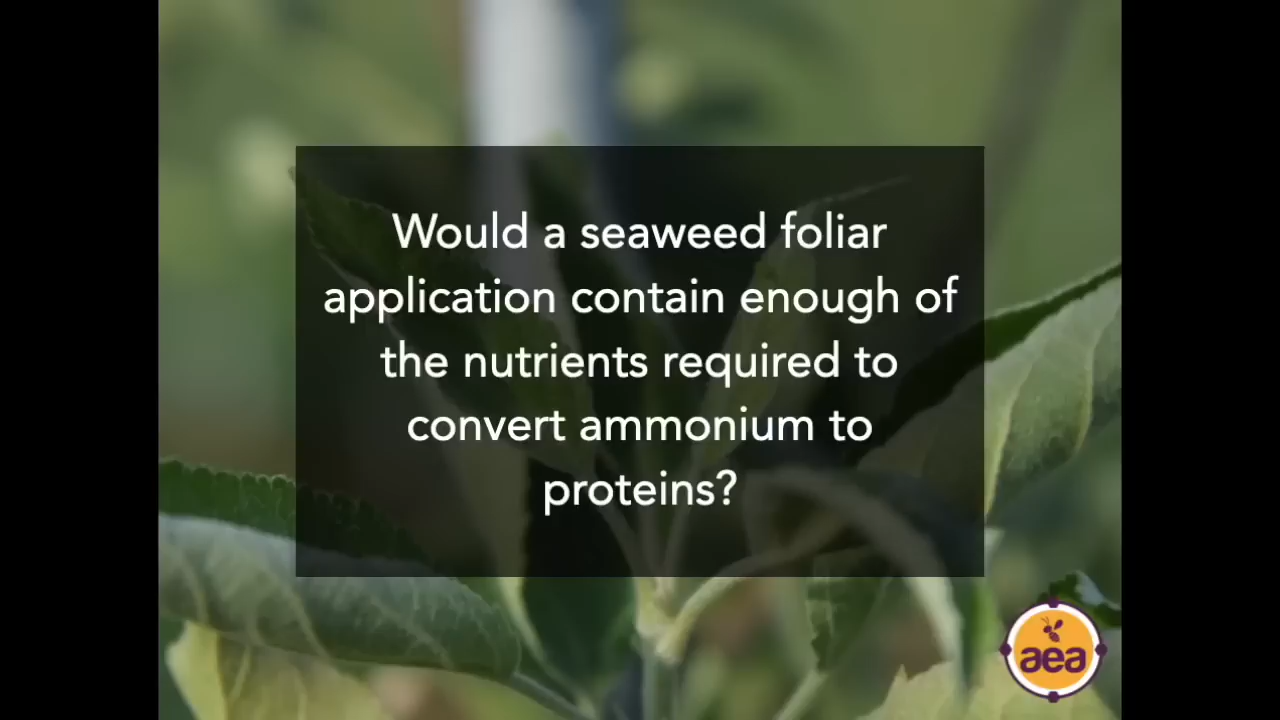 Would a seaweed foliar
application contain enough of
the nutrients required to
convert ammonium to
proteins?
aea